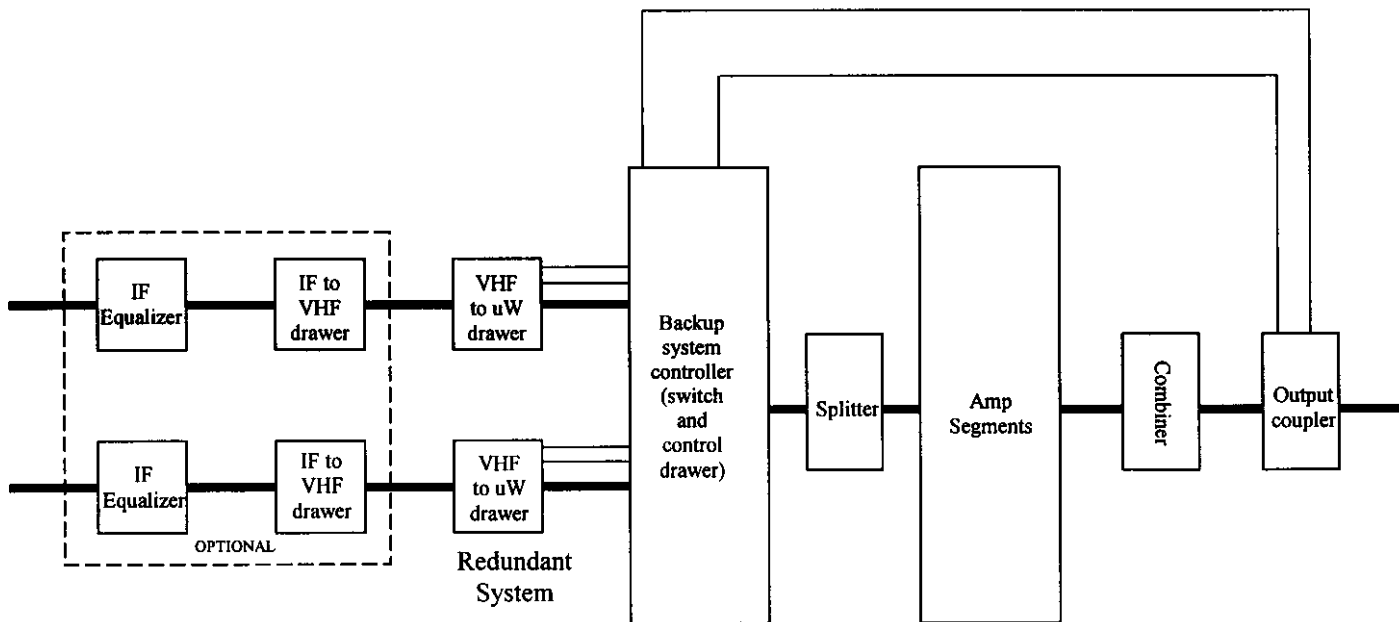 IF
Equalizer
IF to
VHF
drawer
VHF
to uW
drawer
IF
Equalizer
IF to
VHF
drawer
VHF
to uW
drawer
OPTIONAL
Redundant
System
Backup
system
controller
(switch
and
control
drawer)
Splitter
Amp
Segments
Combiner
Output
coupler